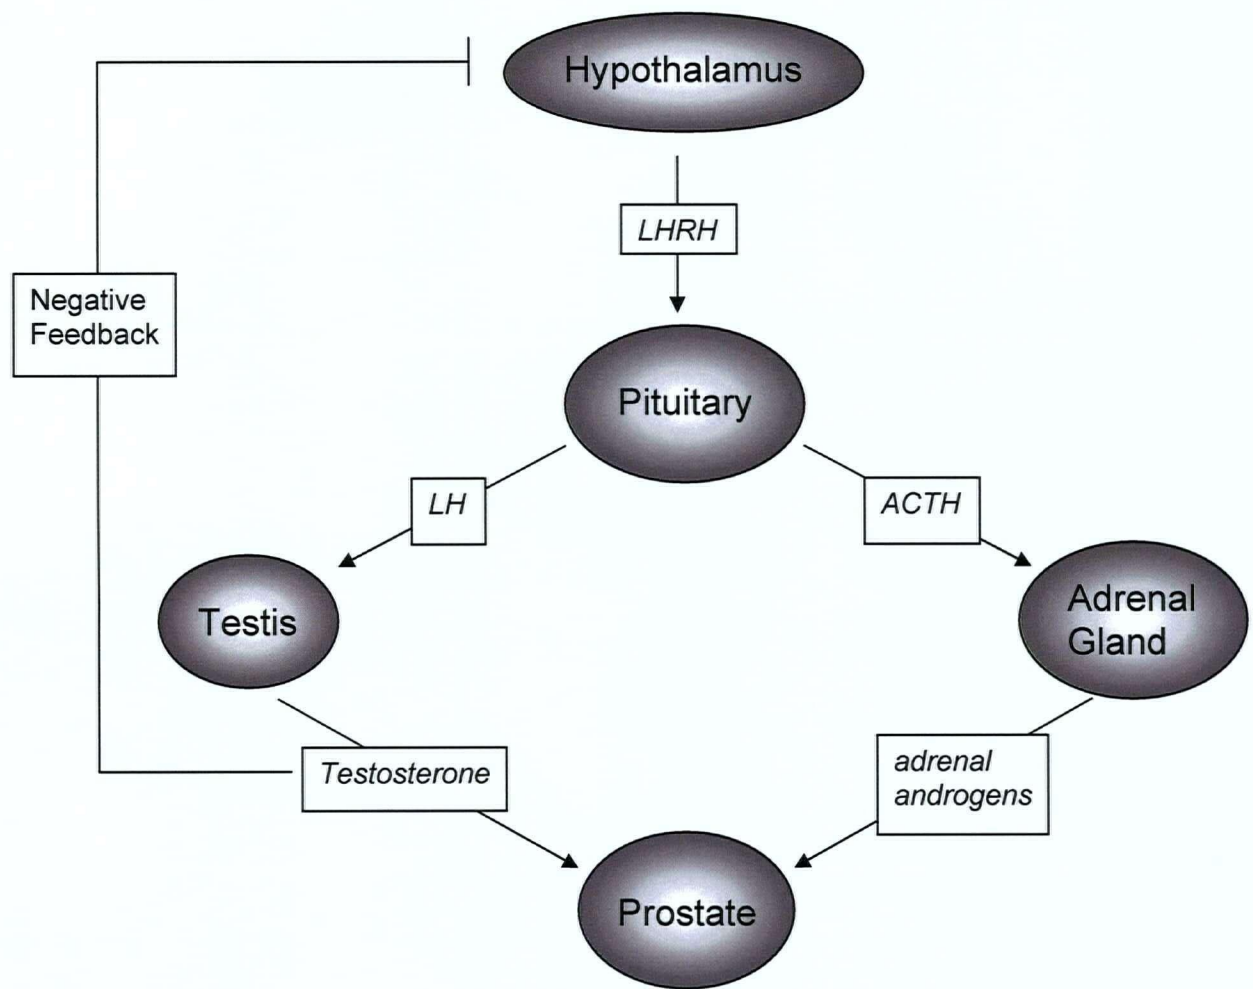 Hypothalamus
LHRH
Negative
Feedback
Pituitary
LH
ACTH
Testis
Adrenal
Gland
Testosterone
adrenal
androgens
Prostate